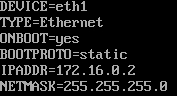 DEVICE=eth1
TYPE=Ethernet
ONBOOT=yes
BOOTPROTO=static
IPADDR=172.16.0.2
NETMASK=255.255.255.0